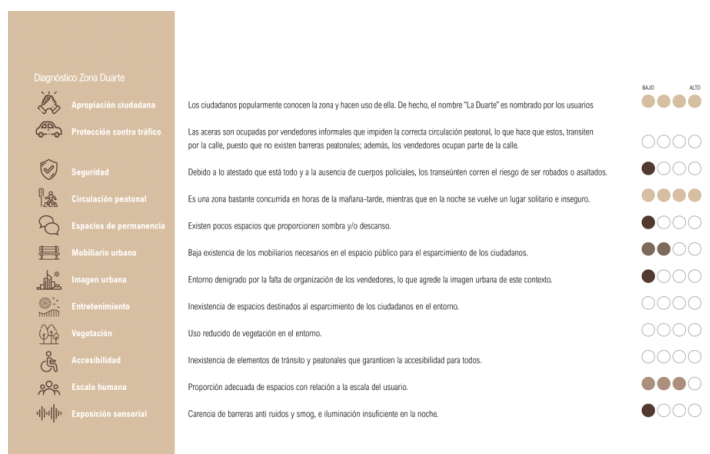 Diagnóstico Zona Duarte
BAJO ALTO
Apropiación ciudadana Los ciudadanos popularmente conocen la zona y hacen uso de ella. De hecho, el nombre “La Duarte” es nombrado por los usuarios
Protección contra tráfico Las aceras son ocupadas por vendedores informales que impiden la correcta circulación peatonal, lo que hace que estos, transiten
por la calle, puesto que no existen barreras peatonales; además, los vendedores ocupan parte de la calle.
Seguridad Debido a lo atestado que está todo y a la ausencia de cuerpos policiales, los transeúnten corren el riesgo de ser robados o asaltados.
Circulación peatonal Es una zona bastante concurrida en horas de la mañana-tarde, mientras que en la noche se vuelve un lugar solitario e inseguro.
Espacios de permanencia Existen pocos espacios que proporcionen sombra y/o descanso.
Mobiliario urbano Baja existencia de los mobiliarios necesarios en el espacio público para el esparcimiento de los ciudadanos.
Imagen urbana Entorno denigrado por la falta de organización de los vendedores, lo que agrede la imagen urbana de este contexto.
Entretenimiento Inexistencia de espacios destinados al esparcimiento de los ciudadanos en el entorno.
Vegetación Uso reducido de vegetación en el entorno.
Accesibilidad Inexistencia de elementos de tránsito y peatonales que garanticen la accesibilidad para todos.
Escala humana Proporción adecuada de espacios con relación a la escala del usuario.
Exposición sensorial Carencia de barreras anti ruidos y smog, e iluminación insuficiente en la noche.